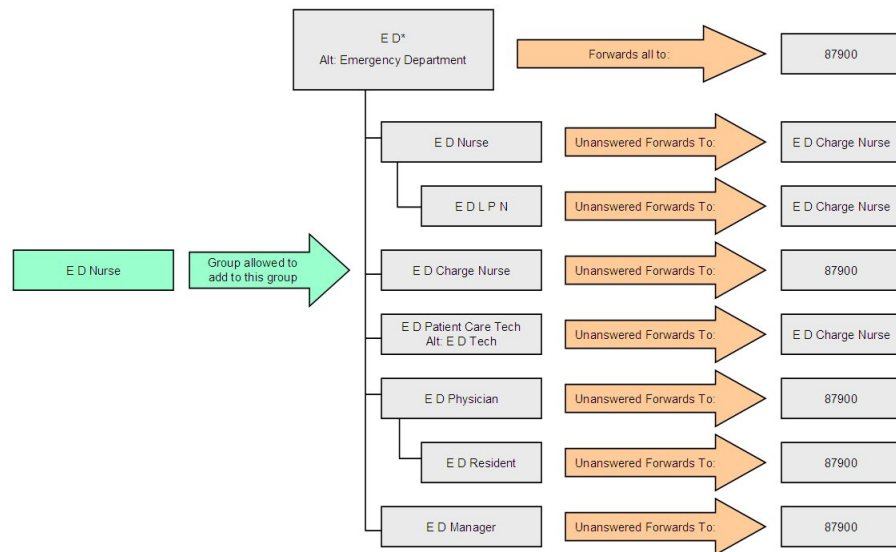 E D*
Alt: Emergency Department
Forwards all to:
87900
E D Nurse
Unanswered Forwards To:
E D Charge Nurse
E D L P N
Unanswered Forwards To:
E D Charge Nurse
E D Nurse
Group allowed to
add to this group
E D Charge Nurse
Unanswered Forwards To:
87900
E D Patient Care Tech
Alt: E D Tech
Unanswered Forwards To:
E D Charge Nurse
E D Physician
Unanswered Forwards To:
87900
E D Resident
Unanswered Forwards To:
87900
E D Manager
Unanswered Forwards To:
87900